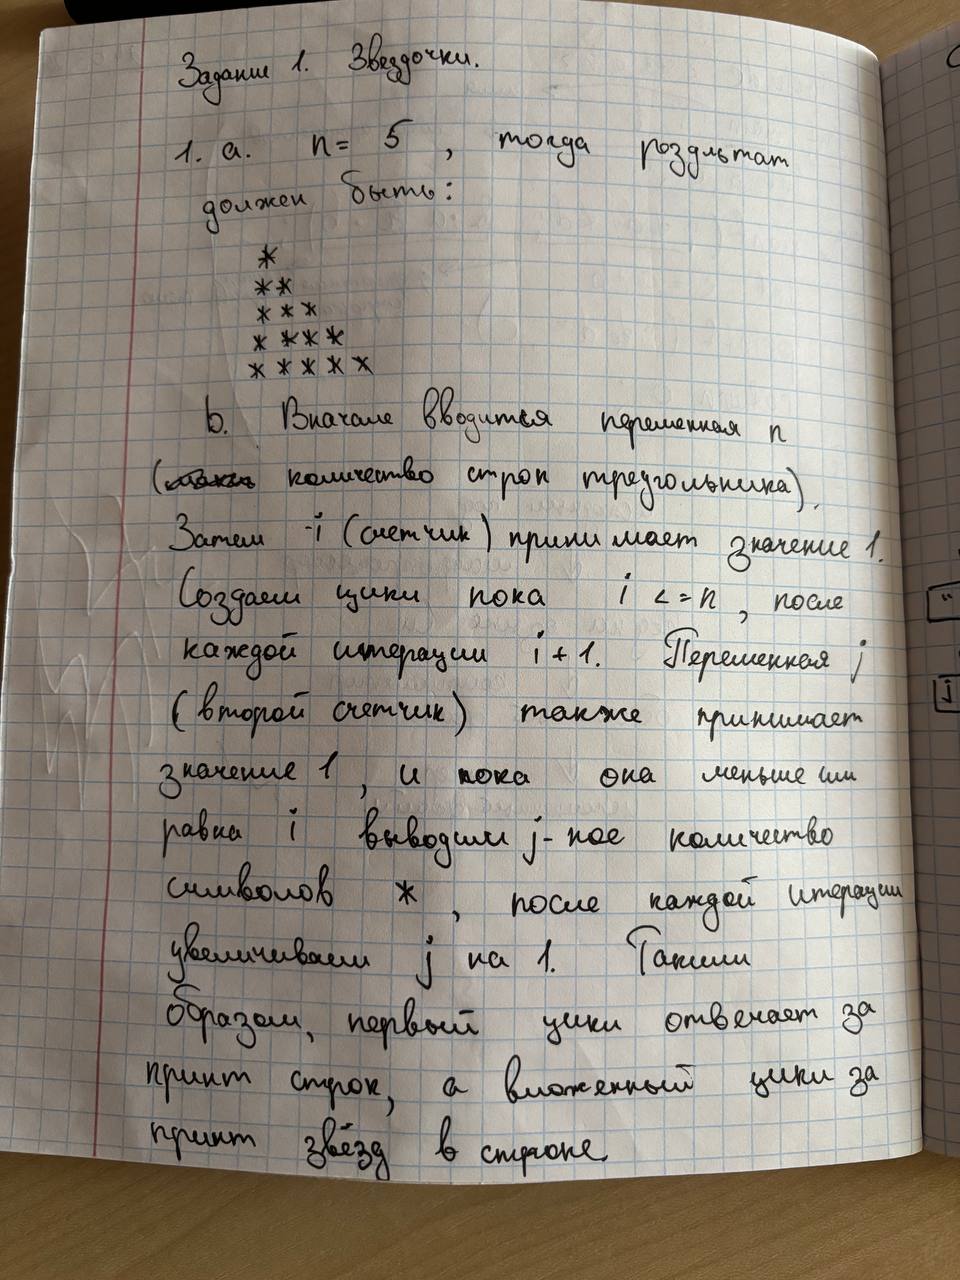 Задание 1. Звездочки.
1. a. n = 5, тогда роздльтат
должен быть:
*
**
***
****
*****
b. Вначале вводится переменная n
(количество строк треугольника).
Затем i (счетчик) принимает значение 1.
Создаем цикл пока i <= n, после
каждой итерации i + 1. Переменная j
(второй счетчик) также принимает
значение 1, и пока она меньше или
равна i выводим j-ное количество
символов *, после каждой итерации
увеличиваем j на 1. Таким
образом, первый цикл отвечает за
принт строк, а вложенный цикл за
принт звёзд в строке.